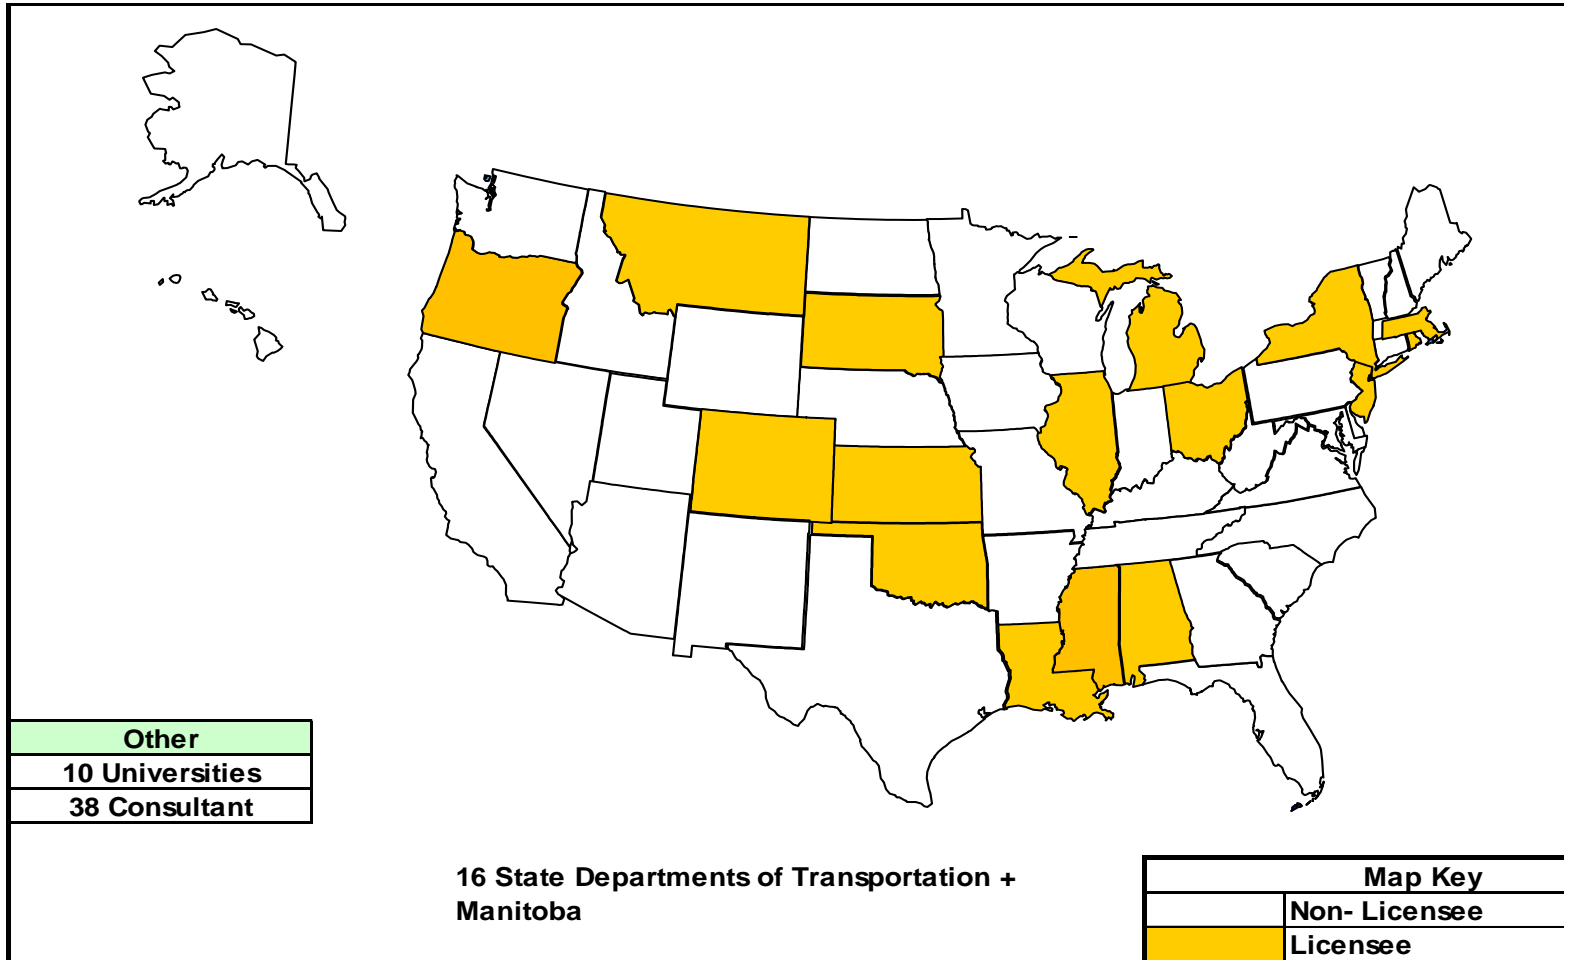 Other
10 Universities
38 Consultant
16 State Departments of Transportation +
Manitoba
Map Key
Non- Licensee
Licensee